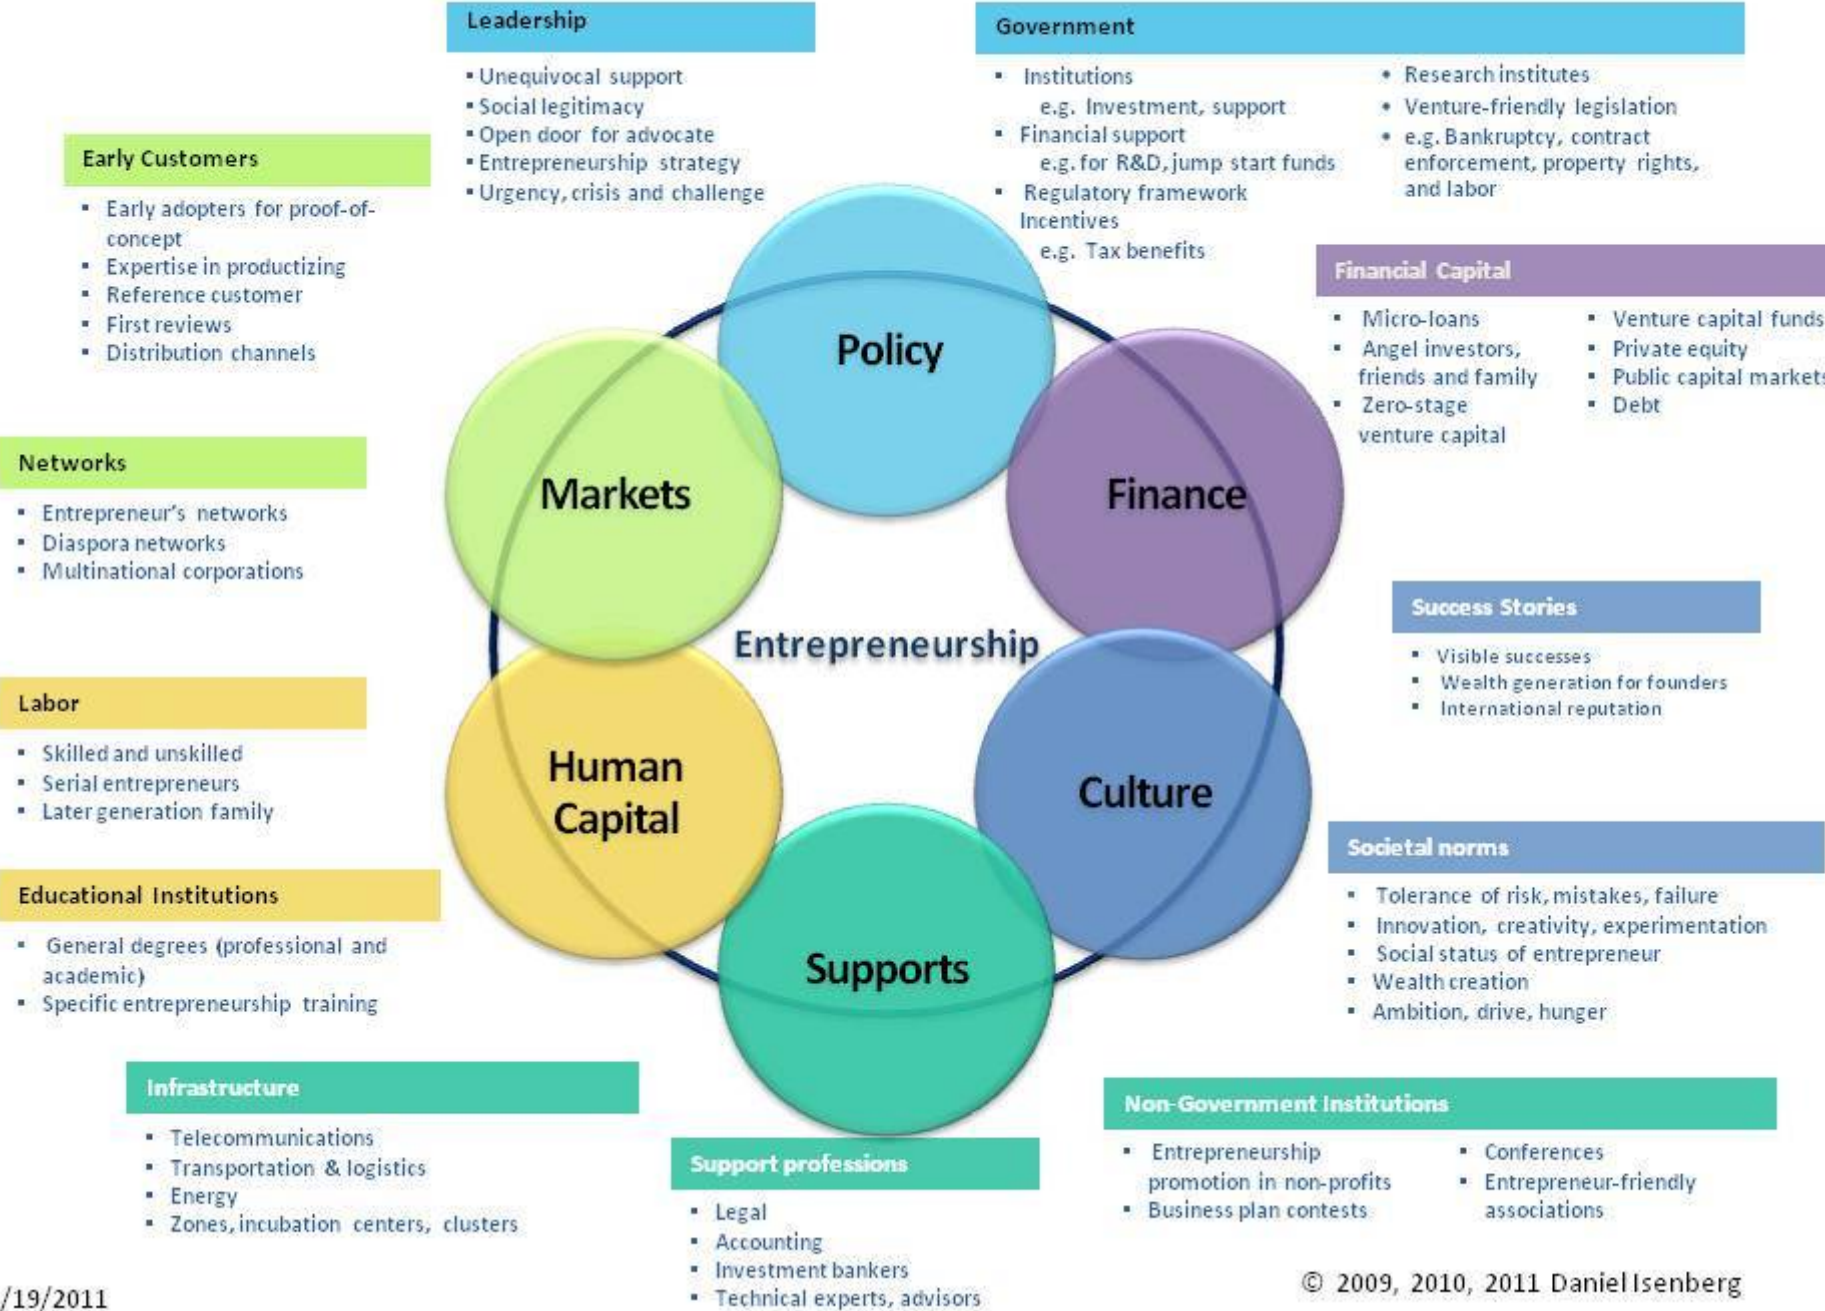 Leadership
▪ Unequivocal support
▪ Social legitimacy
▪ Open door for advocate
▪ Entrepreneurship strategy
▪ Urgency, crisis and challenge
Government
▪ Institutions
e.g. Investment, support
▪ Financial support
e.g. for R&D, jump start funds
▪ Regulatory framework
Incentives
e.g. Tax benefits
• Research institutes
• Venture-friendly legislation
• e.g. Bankruptcy, contract
enforcement, property rights,
and labor
Early Customers
▪ Early adopters for proof-of-
concept
▪ Expertise in productizing
▪ Reference customer
▪ First reviews
▪ Distribution channels
Financial Capital
▪ Micro-loans
▪ Angel investors,
friends and family
▪ Zero-stage
venture capital
▪ Venture capital funds
▪ Private equity
▪ Public capital markets
▪ Debt
Networks
▪ Entrepreneur's networks
▪ Diaspora networks
▪ Multinational corporations
Policy
Markets
Finance
Entrepreneurship
Human
Capital
Culture
Supports
Success Stories
▪ Visible successes
▪ Wealth generation for founders
▪ International reputation
Labor
▪ Skilled and unskilled
▪ Serial entrepreneurs
▪ Later generation family
Societal norms
▪ Tolerance of risk, mistakes, failure
▪ Innovation, creativity, experimentation
▪ Social status of entrepreneur
▪ Wealth creation
▪ Ambition, drive, hunger
Educational Institutions
▪ General degrees (professional and
academic)
▪ Specific entrepreneurship training
Infrastructure
▪ Telecommunications
▪ Transportation & logistics
▪ Energy
▪ Zones, incubation centers, clusters
Support professions
▪ Legal
▪ Accounting
▪ Investment bankers
▪ Technical experts, advisors
Non-Government Institutions
▪ Entrepreneurship
promotion in non-profits
▪ Business plan contests
▪ Conferences
▪ Entrepreneur-friendly
associations
/19/2011
© 2009, 2010, 2011 Daniel Isenberg